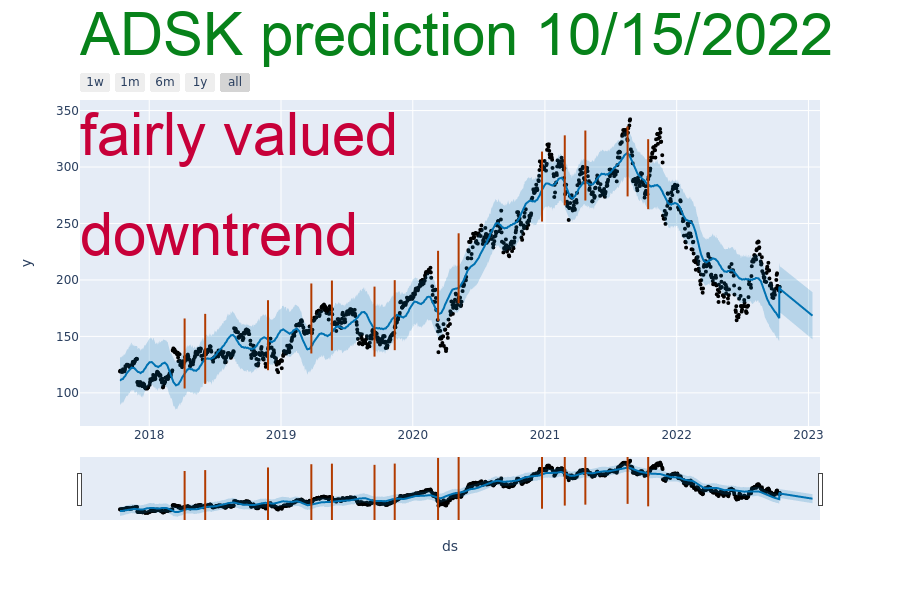 ADSK prediction 10/15/2022
1w 1m 6m 1y all
350
fairly valued
300
250
downtrend
y
200
150
100
2018 2019 2020 2021 2022 2023
ds